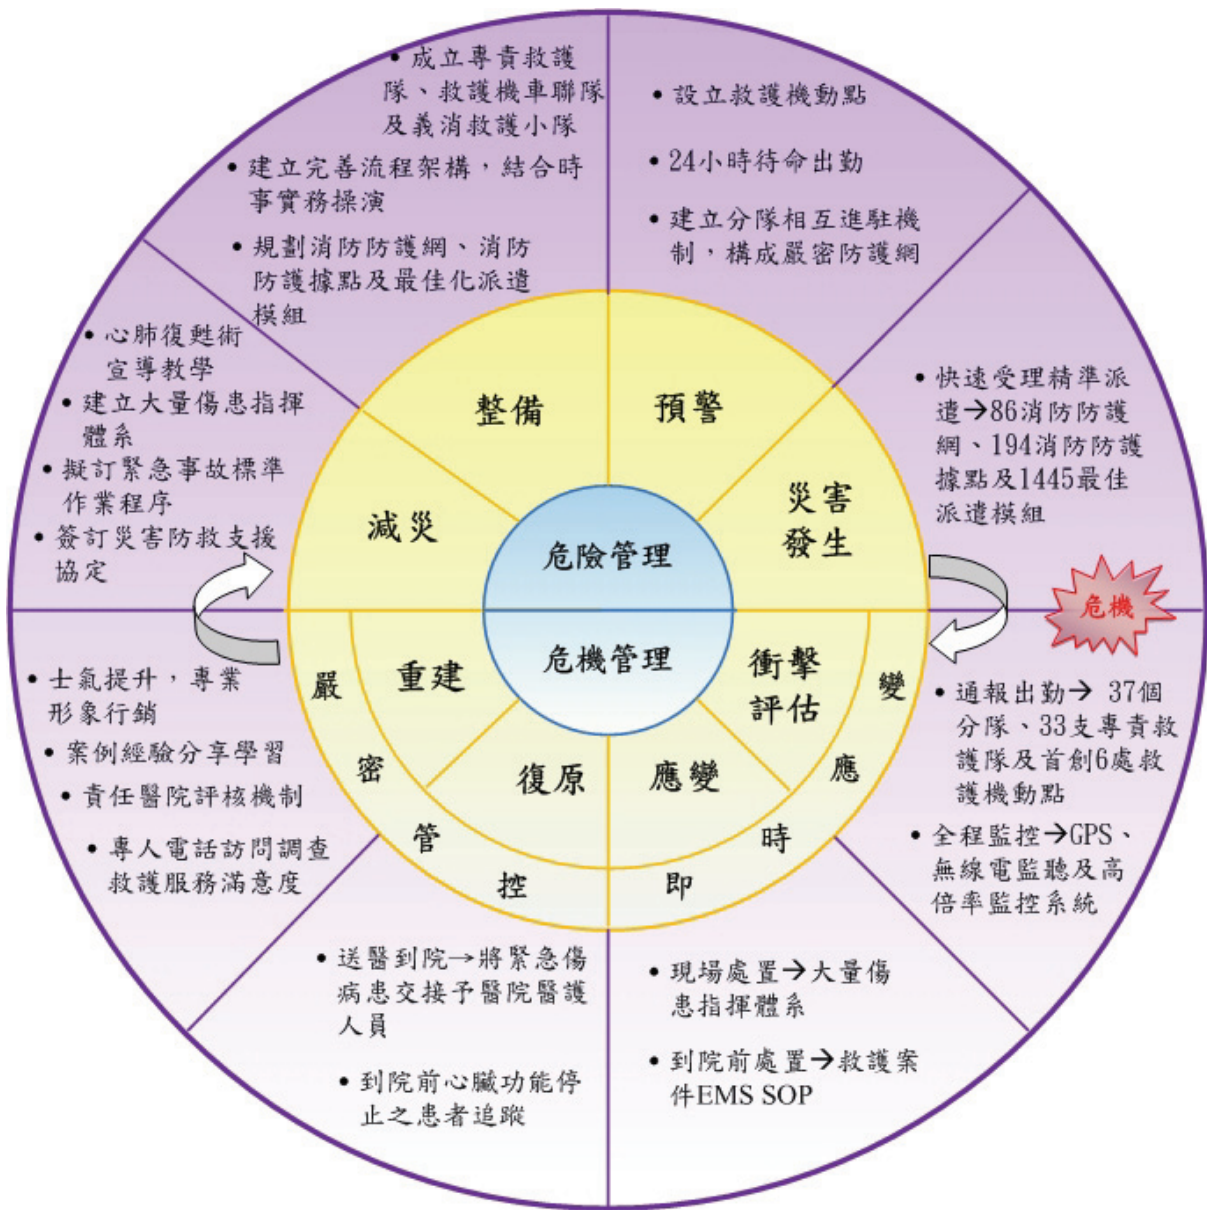 • 成立專責救護
隊、救護機車聯隊
及義消救護小隊
• 建立完善流程架構，結合時
事實務操演
• 規劃消防防護網、消防
防護據點及最佳化派遣
模組
• 設立救護機動點
• 24小時待命出勤
• 建立分隊相互進駐機
制，構成嚴密防護網
• 心肺復甦術
宣導教學
• 建立大量傷患指揮
體系
• 擬訂緊急事故標準
作業程序
• 簽訂災害防救支援
協定
• 快速受理精準派
遣→86消防防護
網、194消防防護
據點及1445最佳
派遣模組
整備
預警
減災
災害
發生
危險管理
危機管理
危機
重建
衝擊
評估
復原
應變
嚴密管控
即時應變
• 士氣提升，專業
形象行銷
• 案例經驗分享學習
• 責任醫院評核機制
• 專人電話訪問調查
救護服務滿意度
• 通報出勤→ 37個
分隊、33支專責救
護隊及首創6處救
護機動點
• 全程監控→GPS、
無線電監聽及高
倍率監控系統
• 送醫到院→將緊急傷
病患交接予醫院醫護
人員
• 到院前心臟功能停
止之患者追蹤
• 現場處置→大量傷
患指揮體系
• 到院前處置→救護案
件EMS SOP